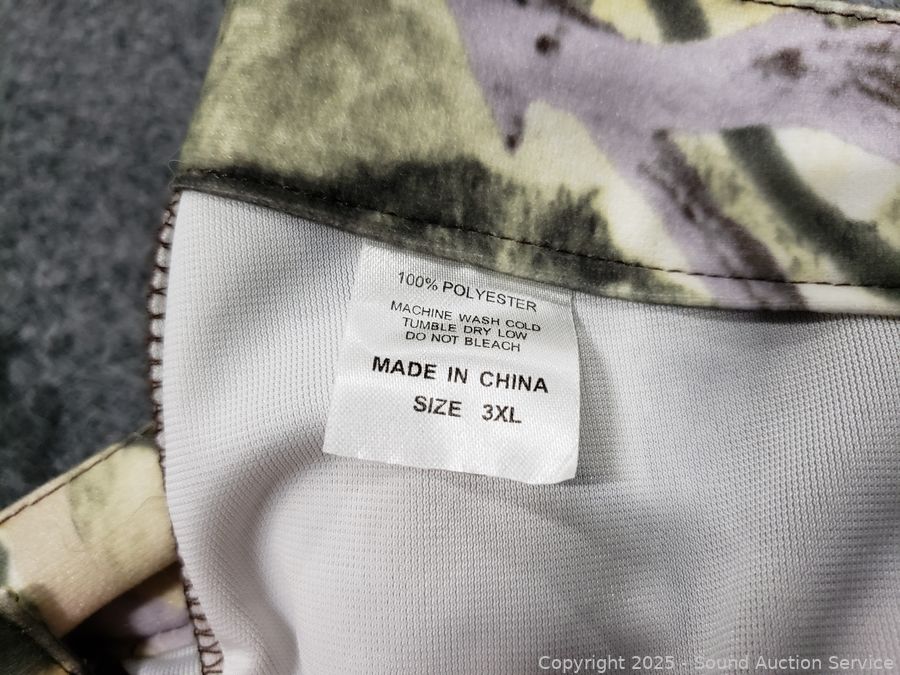 100% POLYESTER
MACHINE WASH COLD
TUMBLE DRY LOW
DO NOT BLEACH
MADE IN CHINA
SIZE 3XL
Copyright © 2025 - Sound Auction Service